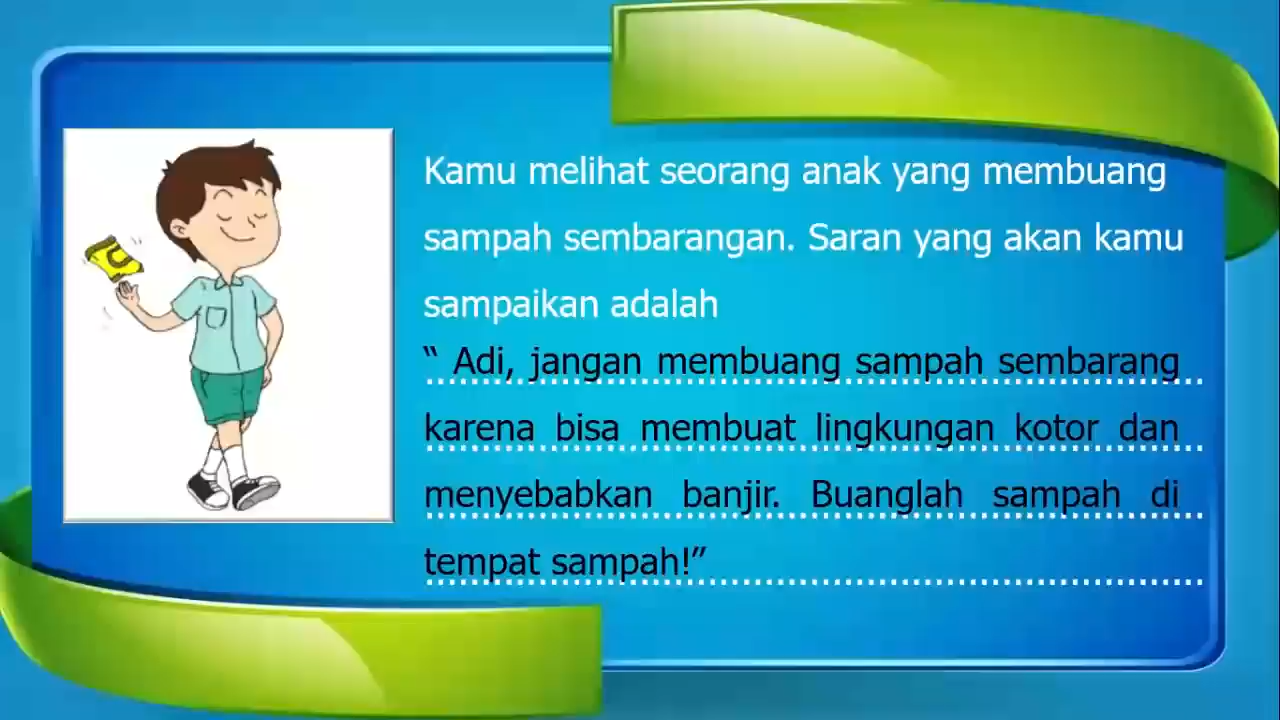 Kamu melihat seorang anak yang membuang
sampah sembarangan. Saran yang akan kamu
sampaikan adalah
“ Adi, jangan membuang sampah sembarang
karena bisa membuat lingkungan kotor dan
menyebabkan banjir. Buanglah sampah di
tempat sampah!”